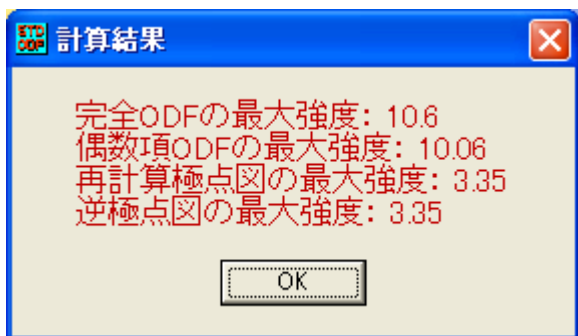 STD
ODF
計算結果
完全ODFの最大強度: 10.6
偶数項ODFの最大強度: 10.06
再計算極点図の最大強度: 3.35
逆極点図の最大強度: 3.35
OK